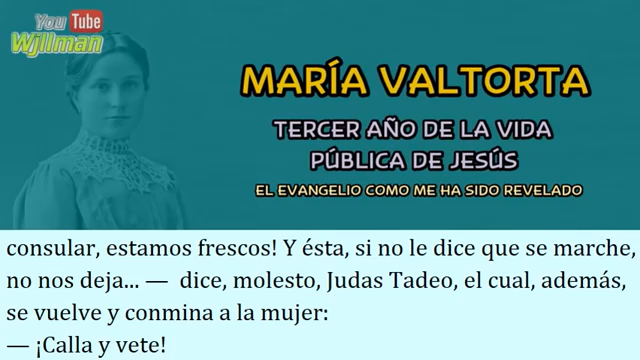 You Tube
Wjllman
MARÍA VALTORTA
TERCER AÑO DE LA VIDA
PÚBLICA DE JESÚS
EL EVANGELIO COMO ME HA SIDO REVELADO
consular, estamos frescos! Y ésta, si no le dice que se marche,
no nos deja... — dice, molesto, Judas Tadeo, el cual, además,
se vuelve y conmina a la mujer:
— ¡Calla y vete!